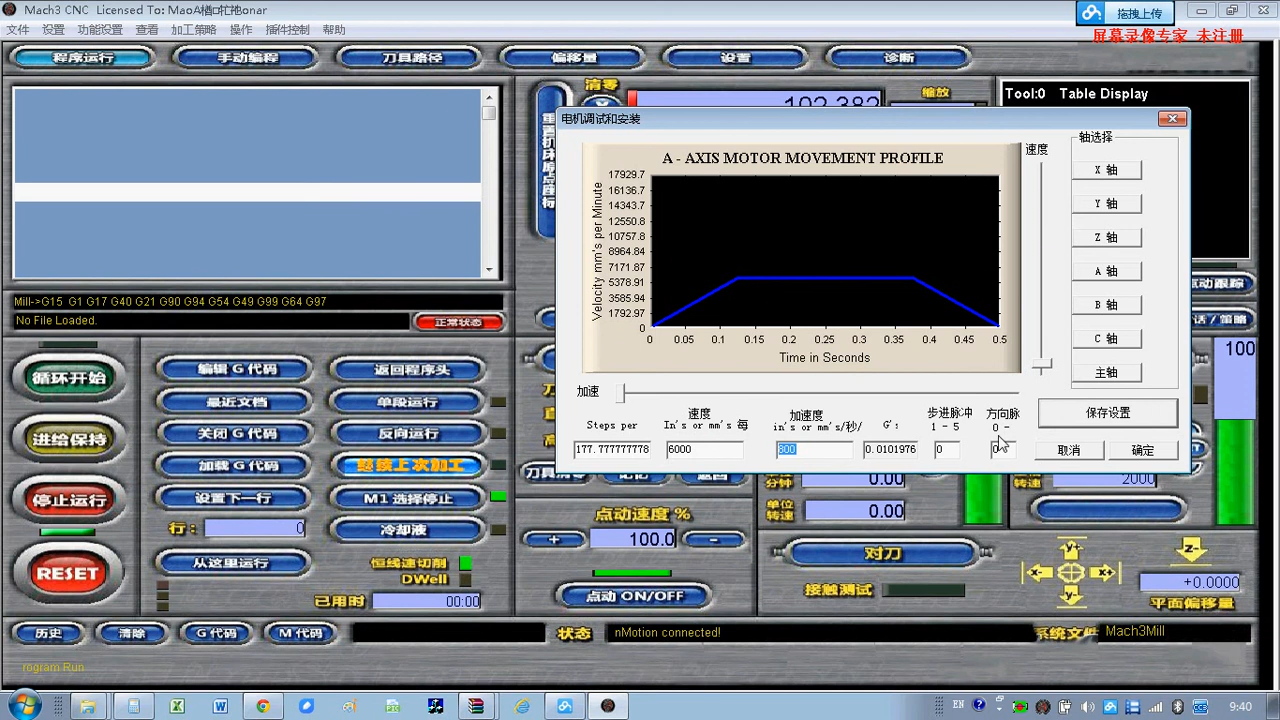 Mach3 CNC Licensed To: MaoA
拖拽上传
屏幕录像专家 未注册
文件 设置 功能设置 查看 加工策略 操作 插件控制 帮助
程序运行 手动编程 刀具路径 偏移量 设置 诊断
清零
102.382
缩放
Tool:0 Table Display
电机调试和安装
A - AXIS MOTOR MOVEMENT PROFILE
17929.7
16136.7
14343.7
12550.8
10757.8
8964.84
7171.87
5378.91
3585.94
1792.97
0
Velocity mm's per Minute
0 0.05 0.1 0.15 0.2 0.25 0.3 0.35 0.4 0.45 0.5
Time in Seconds
速度
轴选择
X 轴
Y 轴
Z 轴
A 轴
B 轴
C 轴
主轴
加速
Steps per
速度
In's or mm's 每
加速度
in's or mm's/秒/
G's
步进脉冲
1 - 5
方向脉
0 -
177.777777778 6000 800 0.0101976 0 0
保存设置
取消 确定
Mill->G15 G1 G17 G40 G21 G90 G94 G54 G49 G99 G64 G97
No File Loaded.
正常状态
100
循环开始
进给保持
停止运行
RESET
编辑 G 代码
最近文档
关闭 G 代码
加载 G 代码
设置下一行
行: 0
从这里运行
返回程序头
单段运行
反向运行
M1 选择停止
冷却液
恒线速切削
DWell
已用时 00:00
点动速度 %
+ 100.0 -
点动 ON/OFF
分钟 0.00
单位
转速 0.00
转速 2000
对刀
接触测试
Y+
X- X+
y-
Z-
+0.0000
平面偏移量
历史 清除 G代码 M 代码
状态 nMotion connected!
系统文 Mach3Mill
rogram Run
EN
9:40